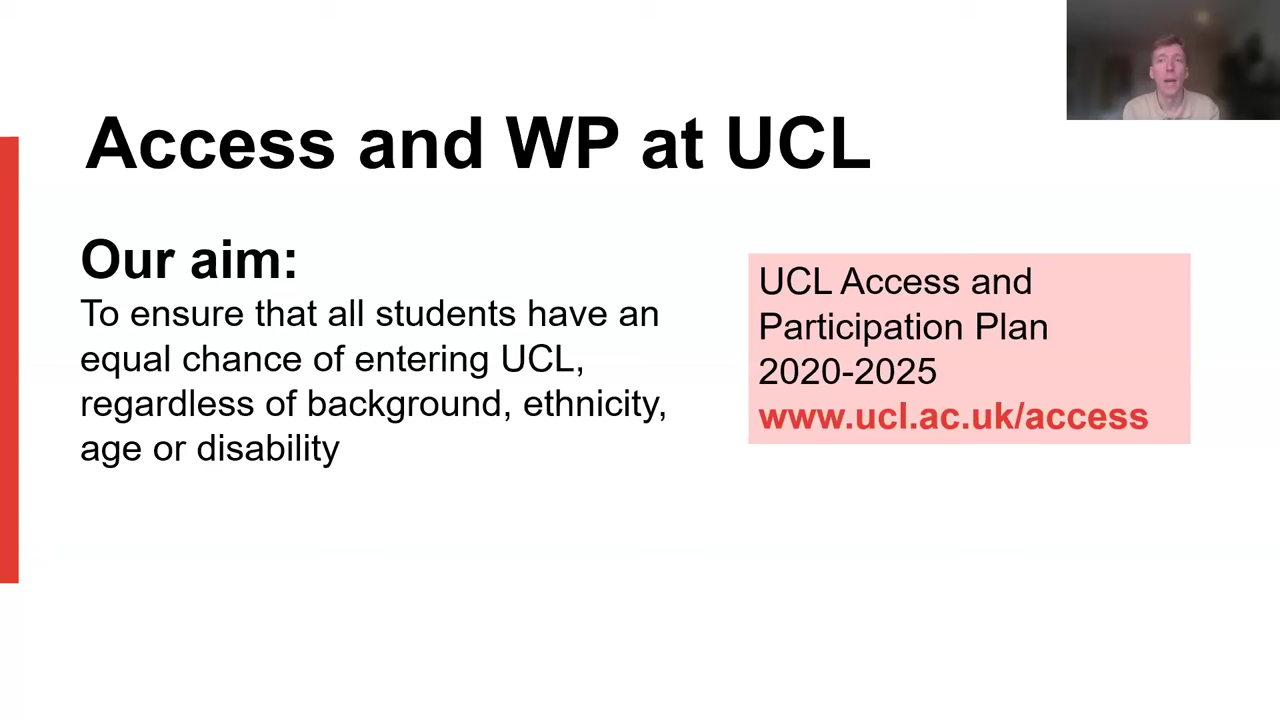 Access and WP at UCL
Our aim:
To ensure that all students have an
equal chance of entering UCL,
regardless of background, ethnicity,
age or disability
UCL Access and
Participation Plan
2020-2025
www.ucl.ac.uk/access